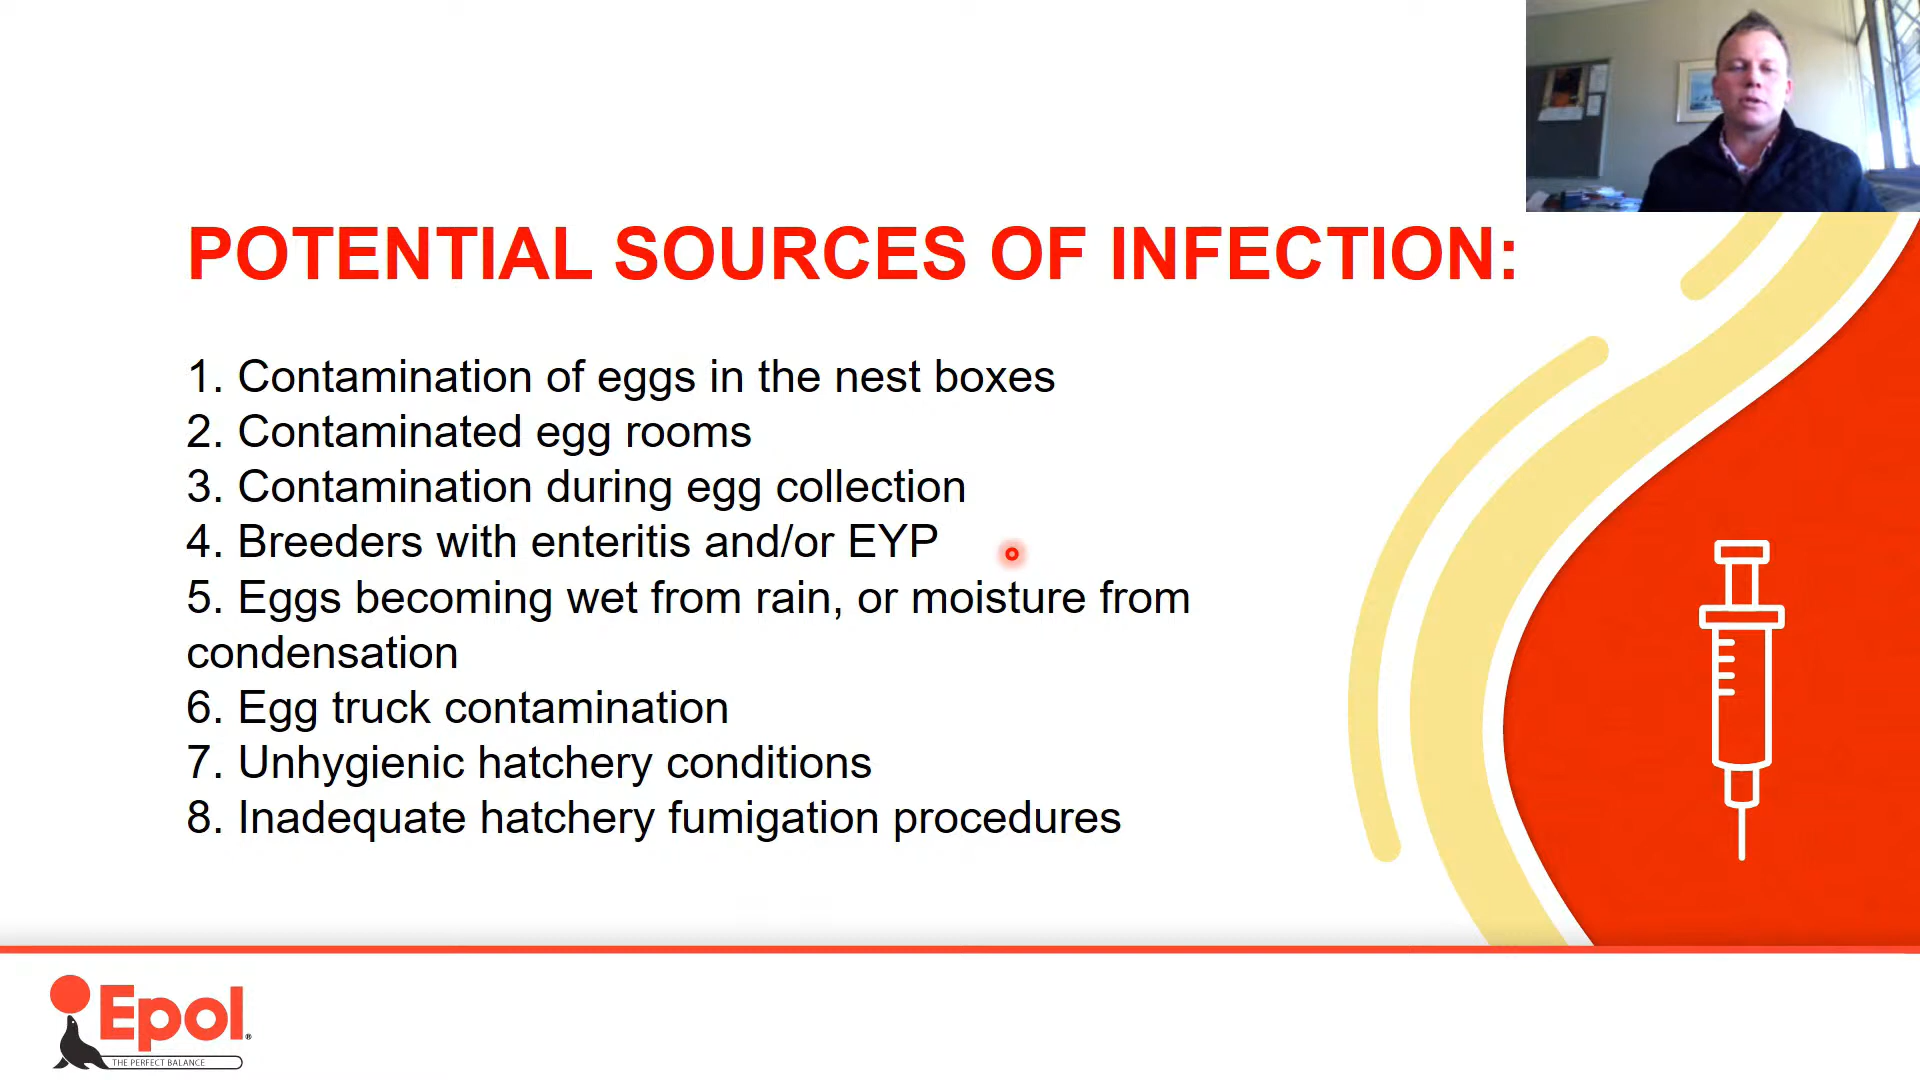 POTENTIAL SOURCES OF INFECTION:
1. Contamination of eggs in the nest boxes
2. Contaminated egg rooms
3. Contamination during egg collection
4. Breeders with enteritis and/or EYP
5. Eggs becoming wet from rain, or moisture from
condensation
6. Egg truck contamination
7. Unhygienic hatchery conditions
8. Inadequate hatchery fumigation procedures
Epol®
THE PERFECT BALANCE